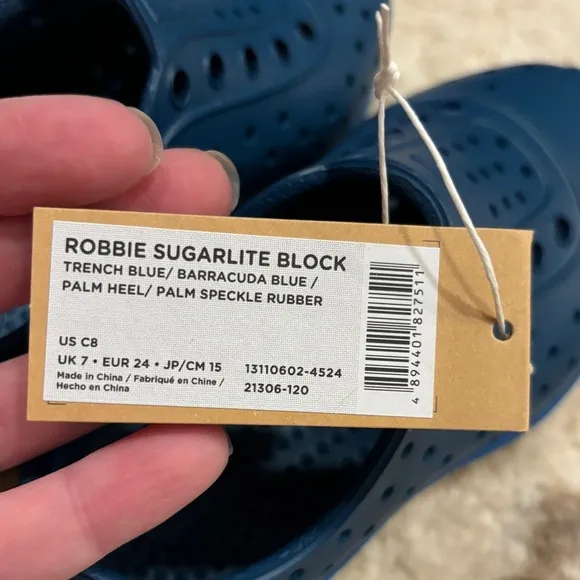 ROBBIE SUGARLITE BLOCK
TRENCH BLUE/ BARRACUDA BLUE /
PALM HEEL/ PALM SPECKLE RUBBER
US C8
UK 7 • EUR 24 • JP/CM 15
13110602-4524
Made in China / Fabriqué en Chine /
Hecho en China
21306-120
4 894401 827511